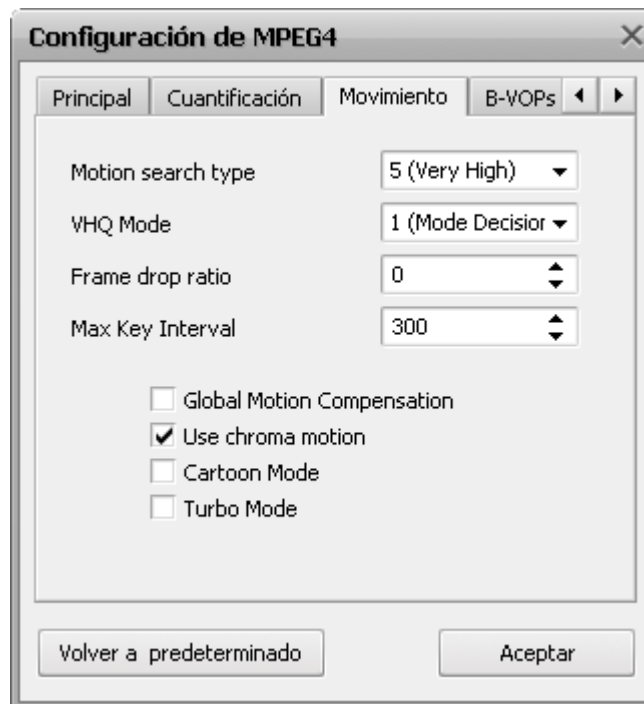 Configuración de MPEG4
Principal Cuantificación Movimiento B-VOPs
Motion search type 5 (Very High)
VHQ Mode 1 (Mode Decision
Frame drop ratio 0
Max Key Interval 300
Global Motion Compensation
Use chroma motion
Cartoon Mode
Turbo Mode
Volver a predeterminado Aceptar